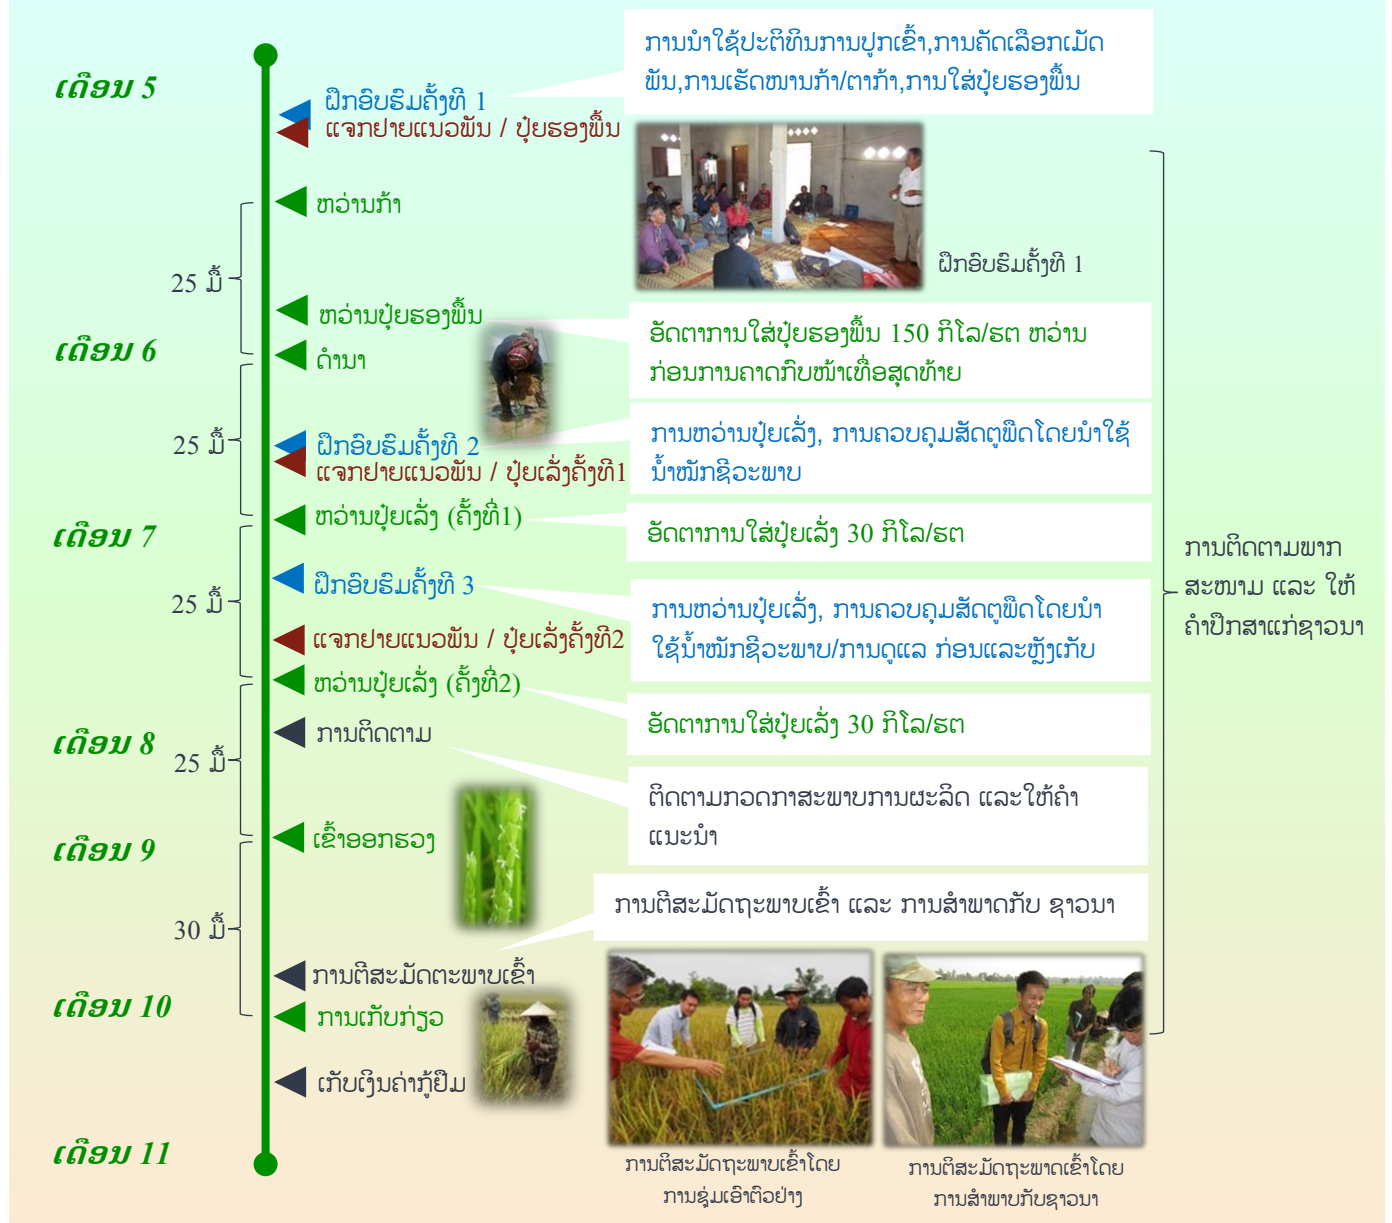 ການນຳໃຊ້ປະຕິທິນການປູກເຂົ້າ,ການຄັດເລືອກເມັດ
ພັນ,ການເຮັດໜານກ້າ/ຕາກ້າ,ການໃສ່ປຸ໋ຍຮອງພື້ນ
ເດືອນ 5
ຝຶກອົບຮົມຄັ້ງທີ 1
ແຈກຢາຍແນວພັນ / ປຸ໋ຍຮອງພື້ນ
ຫວ່ານກ້າ
ຝຶກອົບຮົມຄັ້ງທີ 1
25 ມື້
ຫວ່ານປຸ໋ຍຮອງພື້ນ
ອັດຕາການໃສ່ປຸ໋ຍຮອງພື້ນ 150 ກິໂລ/ຮຕ ຫວ່ານ
ກ່ອນການຄາດກົບໜ້າເທື່ອສຸດທ້າຍ
ເດືອນ 6
ດຳນາ
25 ມື້
ຝຶກອົບຮົມຄັ້ງທີ 2
ແຈກຢາຍແນວພັນ / ປຸ໋ຍເລັ່ງຄັ້ງທີ1
ການຫວ່ານປຸ໋ຍເລັ່ງ, ການຄວບຄຸມສັດຕູພືດໂດຍນຳໃຊ້
ນ້ຳໝັກຊີວະພາບ
ເດືອນ 7
ຫວ່ານປຸ໋ຍເລັ່ງ (ຄັ້ງທີ່1)
ອັດຕາການໃສ່ປຸ໋ຍເລັ່ງ 30 ກິໂລ/ຮຕ
ການຕິດຕາມພາກ
ສະໜາມ ແລະ ໃຫ້
ຄຳປຶກສາແກ່ຊາວນາ
25 ມື້
ຝຶກອົບຮົມຄັ້ງທີ 3
ແຈກຢາຍແນວພັນ / ປຸ໋ຍເລັ່ງຄັ້ງທີ2
ການຫວ່ານປຸ໋ຍເລັ່ງ, ການຄວບຄຸມສັດຕູພືດໂດຍນຳ
ໃຊ້ນ້ຳໝັກຊີວະພາບ/ການດູແລ ກ່ອນແລະຫຼັງເກັບ
ຫວ່ານປຸ໋ຍເລັ່ງ (ຄັ້ງທີ່2)
ອັດຕາການໃສ່ປຸ໋ຍເລັ່ງ 30 ກິໂລ/ຮຕ
ເດືອນ 8
25 ມື້
ການຕິດຕາມ
ຕິດຕາມກວດກາສະພາບການຜະລິດ ແລະໃຫ້ຄຳ
ແນະນຳ
ເດືອນ 9
ເຂົ້າອອກຮວງ
ການຕີສະມັດຖະພາບເຂົ້າ ແລະ ການສຳພາດກັບ ຊາວນາ
30 ມື້
ການຕີສະມັດຕະພາບເຂົ້າ
ເດືອນ 10
ການເກັບກ່ຽວ
ເກັບເງິນຄ່າກູ້ຢືມ
ເດືອນ 11
ການຕີສະມັດຖະພາບເຂົ້າໂດຍ
ການຊຸ່ມເອົາຕົວຢ່າງ
ການຕີສະມັດຖະພາດເຂົ້າໂດຍ
ການສຳພາບກັບຊາວນາ